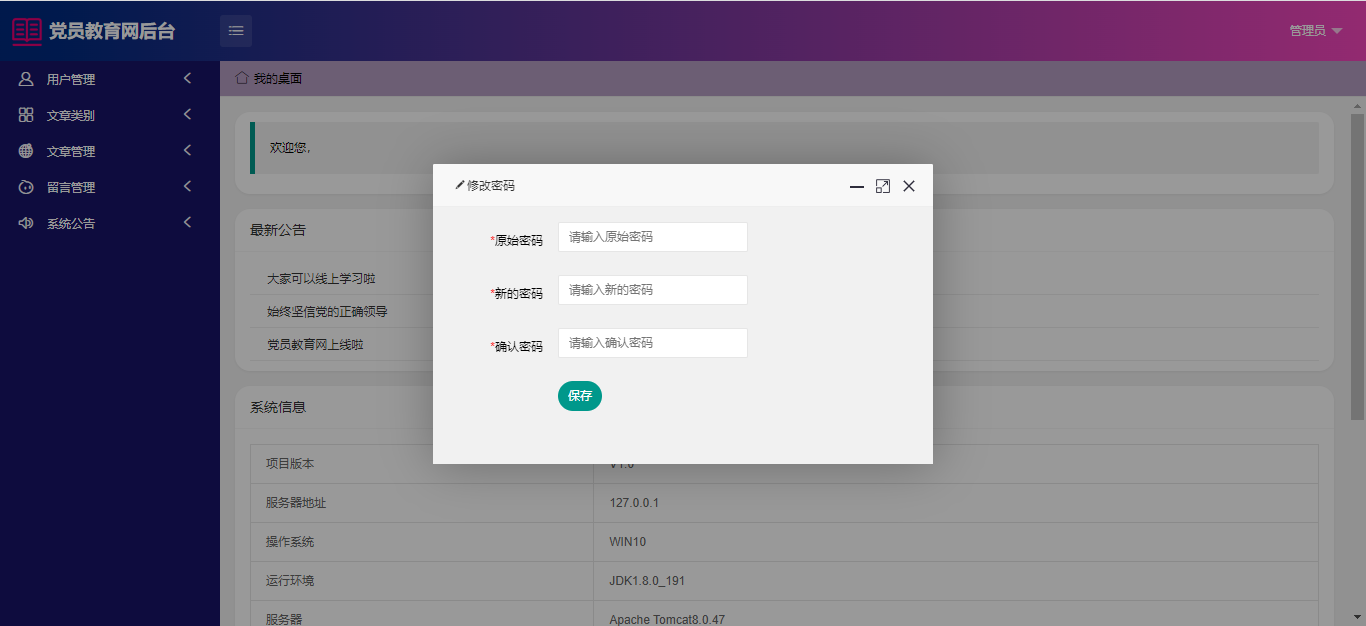 党员教育网后台
管理员
用户管理
文章类别
文章管理
留言管理
系统公告
我的桌面
欢迎您,
修改密码
*原始密码 请输入原始密码
*新的密码 请输入新的密码
*确认密码 请输入确认密码
保存
最新公告
大家可以线上学习啦
始终坚信党的正确领导
党员教育网上线啦
系统信息
项目版本 V1.0
服务器地址 127.0.0.1
操作系统 WIN10
运行环境 JDK1.8.0_191
服务器 Apache Tomcat8.0.47